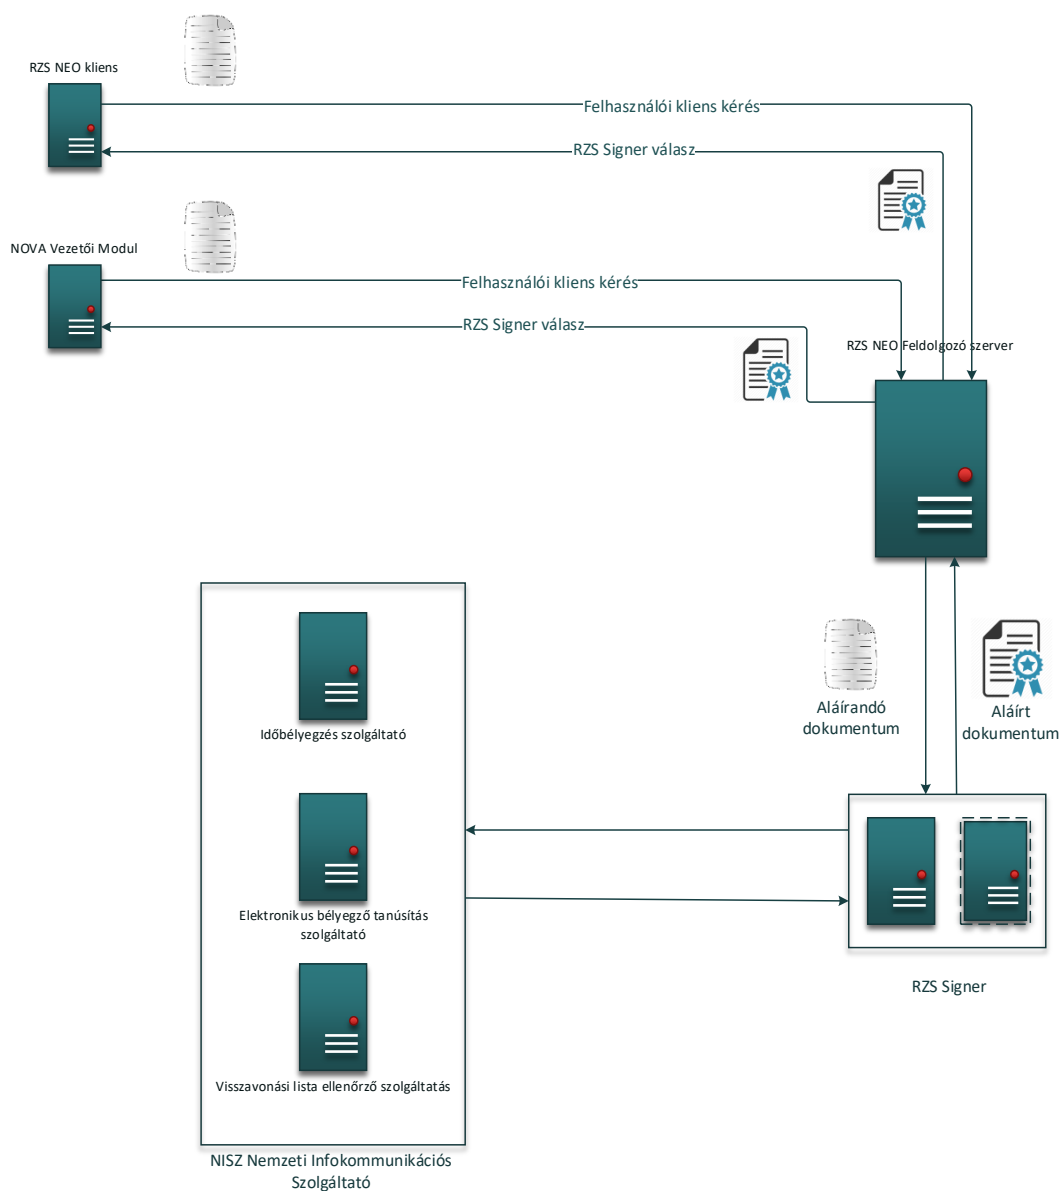 RZS NEO kliens
Felhasználói kliens kérés
RZS Signer válasz
NOVA Vezetői Modul
Felhasználói kliens kérés
RZS Signer válasz
RZS NEO Feldolgozó szerver
Aláírandó
dokumentum
Aláírt
dokumentum
Időbélyegzés szolgáltató
Elektronikus bélyegző tanúsítás
szolgáltató
RZS Signer
Visszavonási lista ellenőrző szolgáltatás
NISZ Nemzeti Infokommunikációs
Szolgáltató